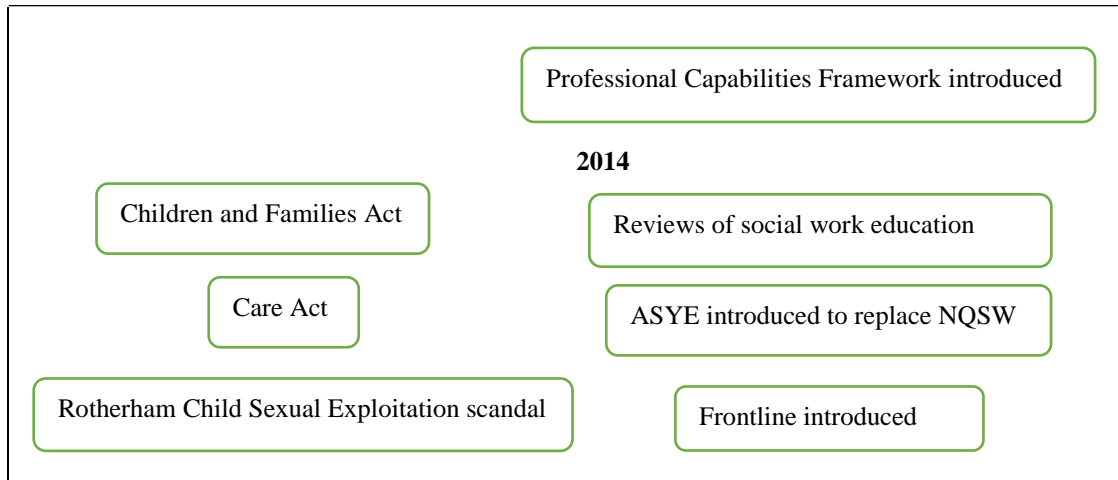 Professional Capabilities Framework introduced
2014
Children and Families Act
Reviews of social work education
Care Act
ASYE introduced to replace NQSW
Rotherham Child Sexual Exploitation scandal
Frontline introduced